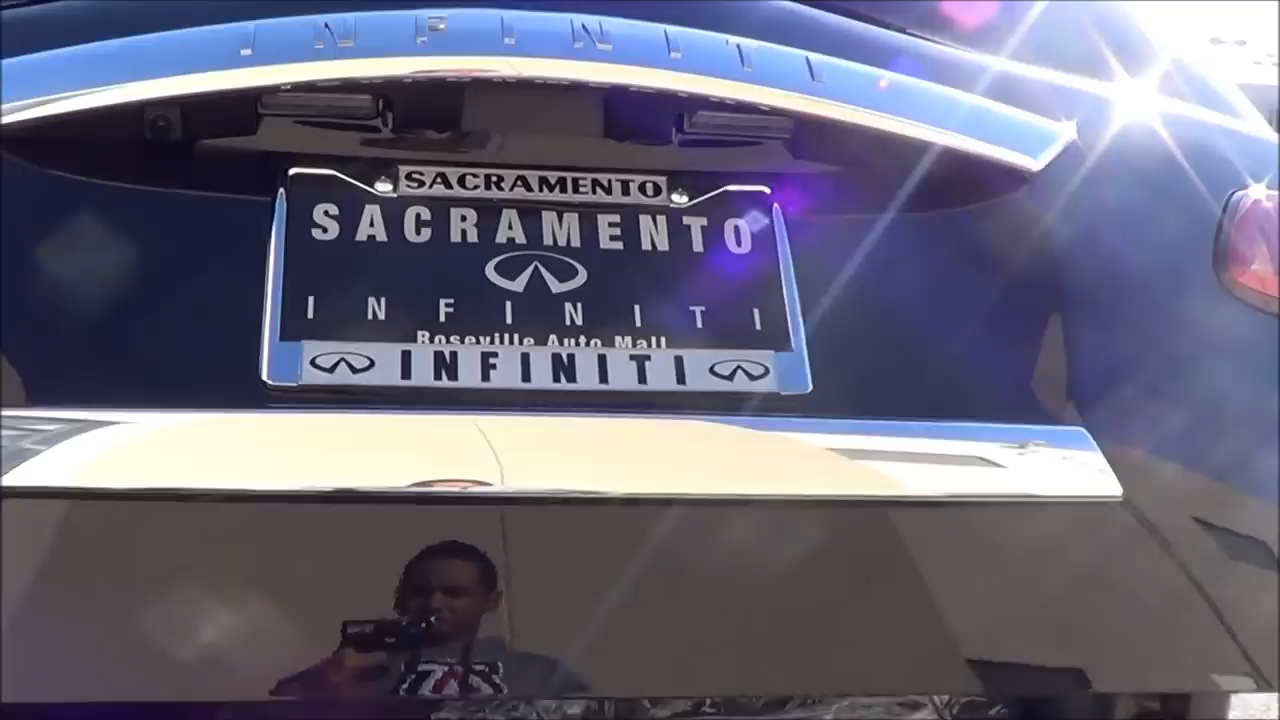 INFINITI
SACRAMENTO
SACRAMENTO
INFINITI
Roseville Auto Mall
INFINITI